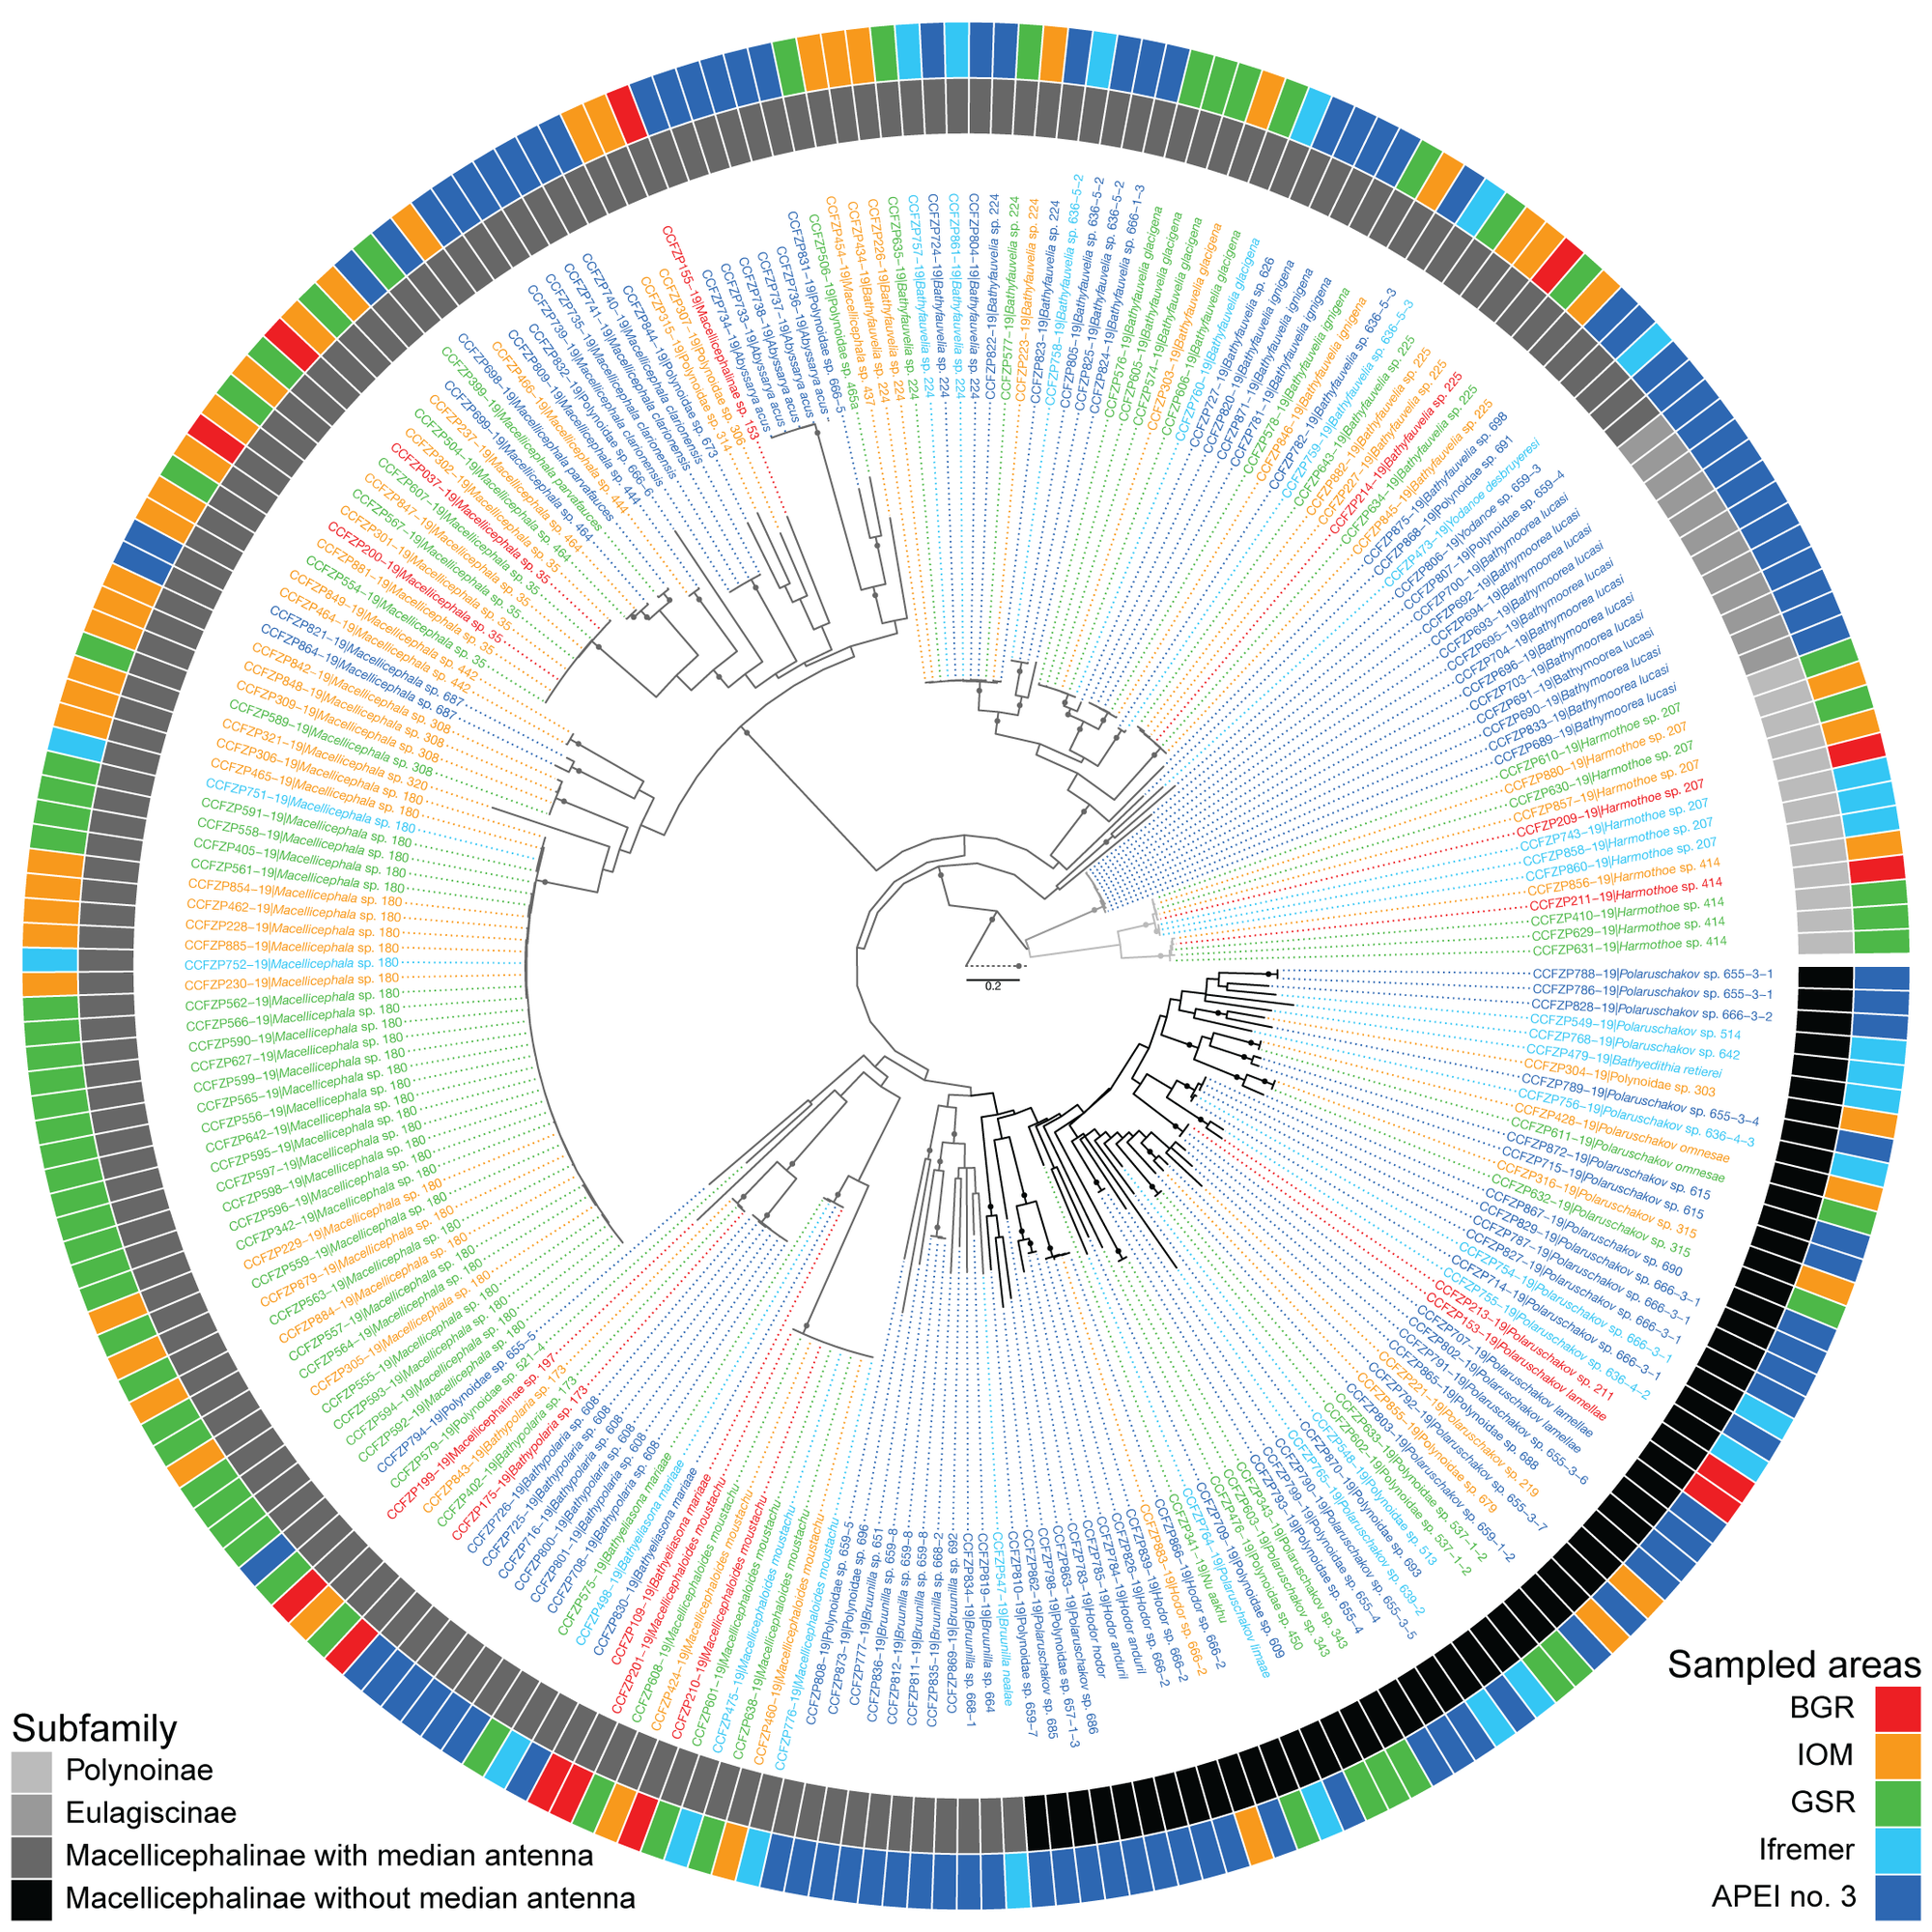 CCFZP155−19|Macellicephalinae sp. 153
CCFZP307−19|Polynoidae sp. 306
CCFZP315−19|Polynoidae sp. 314
CCFZP844−19|Polynoidae sp. 673
CCFZP740−19|Macellicephala clarionensis
CCFZP741−19|Macellicephala clarionensis
CCFZP735−19|Macellicephala clarionensis
CCFZP739−19|Macellicephala clarionensis
CCFZP832−19|Polynoidae sp. 666−6
CCFZP809−19|Macellicephala sp. 444
CCFZP466−19|Macellicephala sp. 444
CCFZP698−19|Macellicephala parvafauces
CCFZP399−19|Macellicephala parvafauces
CCFZP699−19|Macellicephala sp. 464
CCFZP237−19|Macellicephala sp. 464
CCFZP504−19|Macellicephala sp. 464
CCFZP302−19|Macellicephala sp. 35
CCFZP037−19|Macellicephala sp. 35
CCFZP607−19|Macellicephala sp. 35
CCFZP847−19|Macellicephala sp. 35
CCFZP567−19|Macellicephala sp. 35
CCFZP301−19|Macellicephala sp. 35
CCFZP200−19|Macellicephala sp. 35
CCFZP881−19|Macellicephala sp. 35
CCFZP554−19|Macellicephala sp. 35
CCFZP849−19|Macellicephala sp. 442
CCFZP464−19|Macellicephala sp. 442
CCFZP821−19|Macellicephala sp. 687
CCFZP864−19|Macellicephala sp. 687
CCFZP842−19|Macellicephala sp. 308
CCFZP848−19|Macellicephala sp. 308
CCFZP309−19|Macellicephala sp. 308
CCFZP589−19|Macellicephala sp. 308
CCFZP321−19|Macellicephala sp. 320
CCFZP306−19|Macellicephala sp. 180
CCFZP465−19|Macellicephala sp. 180
CCFZP751−19|Macellicephala sp. 180
CCFZP591−19|Macellicephala sp. 180
CCFZP558−19|Macellicephala sp. 180
CCFZP405−19|Macellicephala sp. 180
CCFZP561−19|Macellicephala sp. 180
CCFZP854−19|Macellicephala sp. 180
CCFZP462−19|Macellicephala sp. 180
CCFZP228−19|Macellicephala sp. 180
CCFZP885−19|Macellicephala sp. 180
CCFZP752−19|Macellicephala sp. 180
CCFZP230−19|Macellicephala sp. 180
CCFZP562−19|Macellicephala sp. 180
CCFZP566−19|Macellicephala sp. 180
CCFZP590−19|Macellicephala sp. 180
CCFZP627−19|Macellicephala sp. 180
CCFZP599−19|Macellicephala sp. 180
CCFZP565−19|Macellicephala sp. 180
CCFZP556−19|Macellicephala sp. 180
CCFZP642−19|Macellicephala sp. 180
CCFZP595−19|Macellicephala sp. 180
CCFZP597−19|Macellicephala sp. 180
CCFZP598−19|Macellicephala sp. 180
CCFZP596−19|Macellicephala sp. 180
CCFZP342−19|Macellicephala sp. 180
CCFZP229−19|Macellicephala sp. 180
CCFZP559−19|Macellicephala sp. 180
CCFZP879−19|Macellicephala sp. 180
CCFZP563−19|Macellicephala sp. 180
CCFZP884−19|Macellicephala sp. 180
CCFZP557−19|Macellicephala sp. 180
CCFZP564−19|Macellicephala sp. 180
CCFZP305−19|Macellicephala sp. 180
CCFZP555−19|Macellicephala sp. 180
CCFZP593−19|Macellicephala sp. 180
CCFZP594−19|Macellicephala sp. 180
CCFZP592−19|Macellicephala sp. 180
CCFZP794−19|Polynoidae sp. 655−5
CCFZP579−19|Polynoidae sp. 521−4
CCFZP199−19|Macellicephalinae sp. 197
CCFZP843−19|Bathypolaria sp. 173
CCFZP402−19|Bathypolaria sp. 173
CCFZP175−19|Bathypolaria sp. 173
CCFZP726−19|Bathypolaria sp. 608
CCFZP725−19|Bathypolaria sp. 608
CCFZP716−19|Bathypolaria sp. 608
CCFZP800−19|Bathypolaria sp. 608
CCFZP801−19|Bathypolaria sp. 608
CCFZP708−19|Bathypolaria sp. 608
CCFZP575−19|Bathyeliasona mariaae
CCFZP498−19|Bathyeliasona mariaae
CCFZP830−19|Bathyeliasona mariaae
CCFZP109−19|Bathyeliasona mariaae
CCFZP201−19|Macellicephaloides moustachu
CCFZP608−19|Macellicephaloides moustachu
CCFZP424−19|Macellicephaloides moustachu
CCFZP210−19|Macellicephaloides moustachu
CCFZP601−19|Macellicephaloides moustachu
CCFZP475−19|Macellicephaloides moustachu
CCFZP638−19|Macellicephaloides moustachu
CCFZP460−19|Macellicephaloides moustachu
CCFZP776−19|Macellicephaloides moustachu
CCFZP808−19|Polynoidae sp. 659−5
CCFZP873−19|Polynoidae sp. 696
CCFZP777−19|Bruunilla sp. 651
CCFZP836−19|Bruunilla sp. 659−8
CCFZP812−19|Bruunilla sp. 659−8
CCFZP811−19|Bruunilla sp. 659−8
CCFZP835−19|Bruunilla sp. 668−2
CCFZP869−19|Bruunilla sp. 692
CCFZP834−19|Bruunilla sp. 668−1
CCFZP819−19|Bruunilla sp. 664
CCFZP547−19|Bruunilla nealae
CCFZP810−19|Polynoidae sp. 659−7
CCFZP862−19|Polaruschakov sp. 685
CCFZP798−19|Polynoidae sp. 657−1−3
CCFZP863−19|Polaruschakov sp. 686
CCFZP783−19|Hodor hodor
CCFZP785−19|Hodor anduril
CCFZP784−19|Hodor anduril
CCFZP826−19|Hodor sp. 666−2
CCFZP839−19|Hodor sp. 666−2
CCFZP883−19|Hodor sp. 666−2
CCFZP866−19|Hodor sp. 666−2
CCFZP341−19|Nu aakhu
CCFZP764−19|Polaruschakov limaae
CCFZP709−19|Polynoidae sp. 609
CCFZP476−19|Polynoidae sp. 450
CCFZP603−19|Polaruschakov sp. 343
CCFZP343−19|Polaruschakov sp. 343
CCFZP793−19|Polynoidae sp. 655−4
CCFZP799−19|Polynoidae sp. 655−4
CCFZP790−19|Polaruschakov sp. 655−3−5
CCFZP870−19|Polynoidae sp. 693
CCFZP765−19|Polaruschakov sp. 639−2
CCFZP548−19|Polynoidae sp. 513
CCFZP602−19|Polynoidae sp. 537−1−2
CCFZP633−19|Polynoidae sp. 537−1−2
CCFZP803−19|Polaruschakov sp. 659−1−2
CCFZP855−19|Polynoidae sp. 679
CCFZP792−19|Polaruschakov sp. 655−3−7
CCFZP221−19|Polaruschakov sp. 219
CCFZP865−19|Polynoidae sp. 688
CCFZP791−19|Polaruschakov sp. 655−3−6
CCFZP802−19|Polaruschakov lamellae
CCFZP707−19|Polaruschakov lamellae
CCFZP153−19|Polaruschakov lamellae
CCFZP213−19|Polaruschakov sp. 211
CCFZP755−19|Polaruschakov sp. 636−4−2
CCFZP714−19|Polaruschakov sp. 666−3−1
CCFZP754−19|Polaruschakov sp. 666−3−1
CCFZP827−19|Polaruschakov sp. 666−3−1
CCFZP787−19|Polaruschakov sp. 666−3−1
CCFZP829−19|Polaruschakov sp. 666−3−1
CCFZP867−19|Polaruschakov sp. 690
CCFZP632−19|Polaruschakov sp. 315
CCFZP316−19|Polaruschakov sp. 315
CCFZP715−19|Polaruschakov sp. 615
CCFZP872−19|Polaruschakov sp. 615
CCFZP611−19|Polaruschakov omnesae
CCFZP428−19|Polaruschakov omnesae
CCFZP756−19|Polaruschakov sp. 636−4−3
CCFZP789−19|Polaruschakov sp. 655−3−4
CCFZP304−19|Polynoidae sp. 303
CCFZP479−19|Bathyedithia retierei
CCFZP768−19|Polaruschakov sp. 642
CCFZP549−19|Polaruschakov sp. 514
CCFZP828−19|Polaruschakov sp. 666−3−2
CCFZP786−19|Polaruschakov sp. 655−3−1
CCFZP788−19|Polaruschakov sp. 655−3−1
CCFZP631−19|Harmothoe sp. 414
CCFZP629−19|Harmothoe sp. 414
CCFZP410−19|Harmothoe sp. 414
CCFZP211−19|Harmothoe sp. 414
CCFZP856−19|Harmothoe sp. 414
CCFZP860−19|Harmothoe sp. 207
CCFZP858−19|Harmothoe sp. 207
CCFZP743−19|Harmothoe sp. 207
CCFZP209−19|Harmothoe sp. 207
CCFZP857−19|Harmothoe sp. 207
CCFZP630−19|Harmothoe sp. 207
CCFZP880−19|Harmothoe sp. 207
CCFZP610−19|Harmothoe sp. 207
CCFZP689−19|Bathymoorea lucasi
CCFZP833−19|Bathymoorea lucasi
CCFZP690−19|Bathymoorea lucasi
CCFZP691−19|Bathymoorea lucasi
CCFZP703−19|Bathymoorea lucasi
CCFZP696−19|Bathymoorea lucasi
CCFZP704−19|Bathymoorea lucasi
CCFZP695−19|Bathymoorea lucasi
CCFZP693−19|Bathymoorea lucasi
CCFZP694−19|Bathymoorea lucasi
CCFZP692−19|Bathymoorea lucasi
CCFZP700−19|Bathymoorea lucasi
CCFZP807−19|Polynoidae sp. 659−4
CCFZP806−19|Yodanoe sp. 659−3
CCFZP473−19|Yodanoe desbruyeresi
CCFZP868−19|Polynoidae sp. 691
CCFZP875−19|Bathyfauvelia sp. 698
CCFZP845−19|Bathyfauvelia sp. 225
CCFZP634−19|Bathyfauvelia sp. 225
CCFZP214−19|Bathyfauvelia sp. 225
CCFZP227−19|Bathyfauvelia sp. 225
CCFZP882−19|Bathyfauvelia sp. 225
CCFZP643−19|Bathyfauvelia sp. 225
CCFZP759−19|Bathyfauvelia sp. 636−5−3
CCFZP782−19|Bathyfauvelia sp. 636−5−3
CCFZP846−19|Bathyfauvelia ignigena
CCFZP578−19|Bathyfauvelia ignigena
CCFZP781−19|Bathyfauvelia ignigena
CCFZP871−19|Bathyfauvelia ignigena
CCFZP820−19|Bathyfauvelia ignigena
CCFZP727−19|Bathyfauvelia sp. 626
CCFZP760−19|Bathyfauvelia glacigena
CCFZP606−19|Bathyfauvelia glacigena
CCFZP303−19|Bathyfauvelia glacigena
CCFZP574−19|Bathyfauvelia glacigena
CCFZP605−19|Bathyfauvelia glacigena
CCFZP576−19|Bathyfauvelia glacigena
CCFZP824−19|Bathyfauvelia sp. 666−1−3
CCFZP825−19|Bathyfauvelia sp. 636−5−2
CCFZP805−19|Bathyfauvelia sp. 636−5−2
CCFZP758−19|Bathyfauvelia sp. 636−5−2
CCFZP823−19|Bathyfauvelia sp. 224
CCFZP223−19|Bathyfauvelia sp. 224
CCFZP577−19|Bathyfauvelia sp. 224
CCFZP822−19|Bathyfauvelia sp. 224
CCFZP804−19|Bathyfauvelia sp. 224
CCFZP861−19|Bathyfauvelia sp. 224
CCFZP724−19|Bathyfauvelia sp. 224
CCFZP757−19|Bathyfauvelia sp. 224
CCFZP635−19|Bathyfauvelia sp. 224
CCFZP226−19|Bathyfauvelia sp. 224
CCFZP434−19|Bathyfauvelia sp. 224
CCFZP454−19|Macellicephala sp. 437
CCFZP506−19|Polynoidae sp. 465a
CCFZP831−19|Polynoidae sp. 666−5
CCFZP736−19|Abyssarya acus
CCFZP737−19|Abyssarya acus
CCFZP738−19|Abyssarya acus
CCFZP733−19|Abyssarya acus
CCFZP734−19|Abyssarya acus
0.2
Subfamily
Polynoinae
Eulagiscinae
Macellicephalinae with median antenna
Macellicephalinae without median antenna
Sampled areas
BGR
IOM
GSR
Ifremer
APEI no. 3